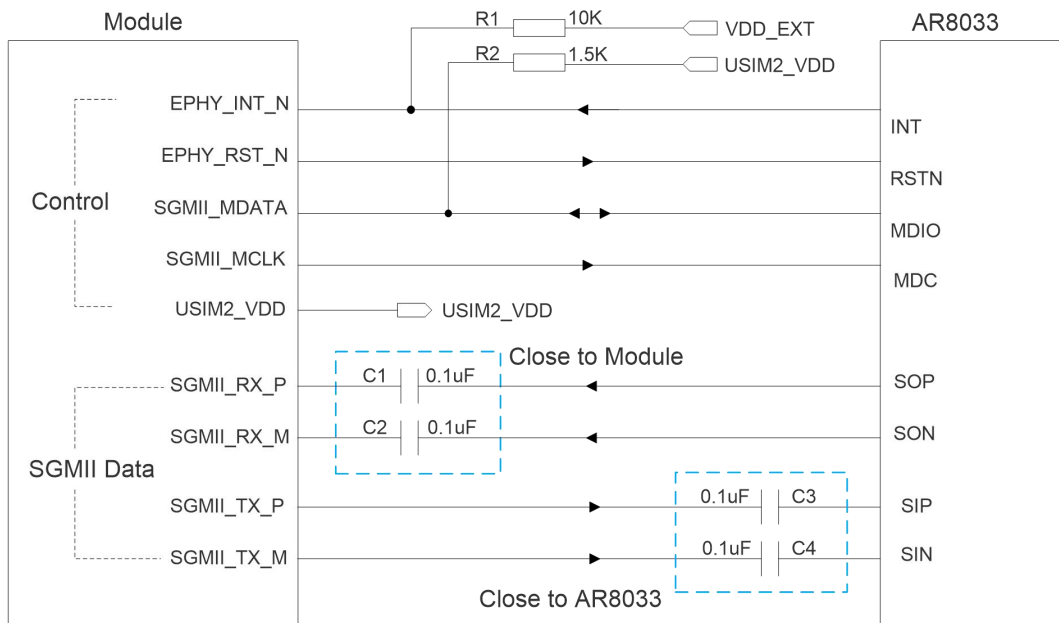 Module
R1 10K VDD_EXT
AR8033
R2 1.5K USIM2_VDD
EPHY_INT_N
INT
EPHY_RST_N
RSTN
Control
SGMII_MDATA
MDIO
SGMII_MCLK
MDC
USIM2_VDD USIM2_VDD
Close to Module
SGMII_RX_P C1 0.1uF SOP
SGMII_RX_M C2 0.1uF SON
SGMII Data
SGMII_TX_P 0.1uF C3 SIP
SGMII_TX_M 0.1uF C4 SIN
Close to AR8033